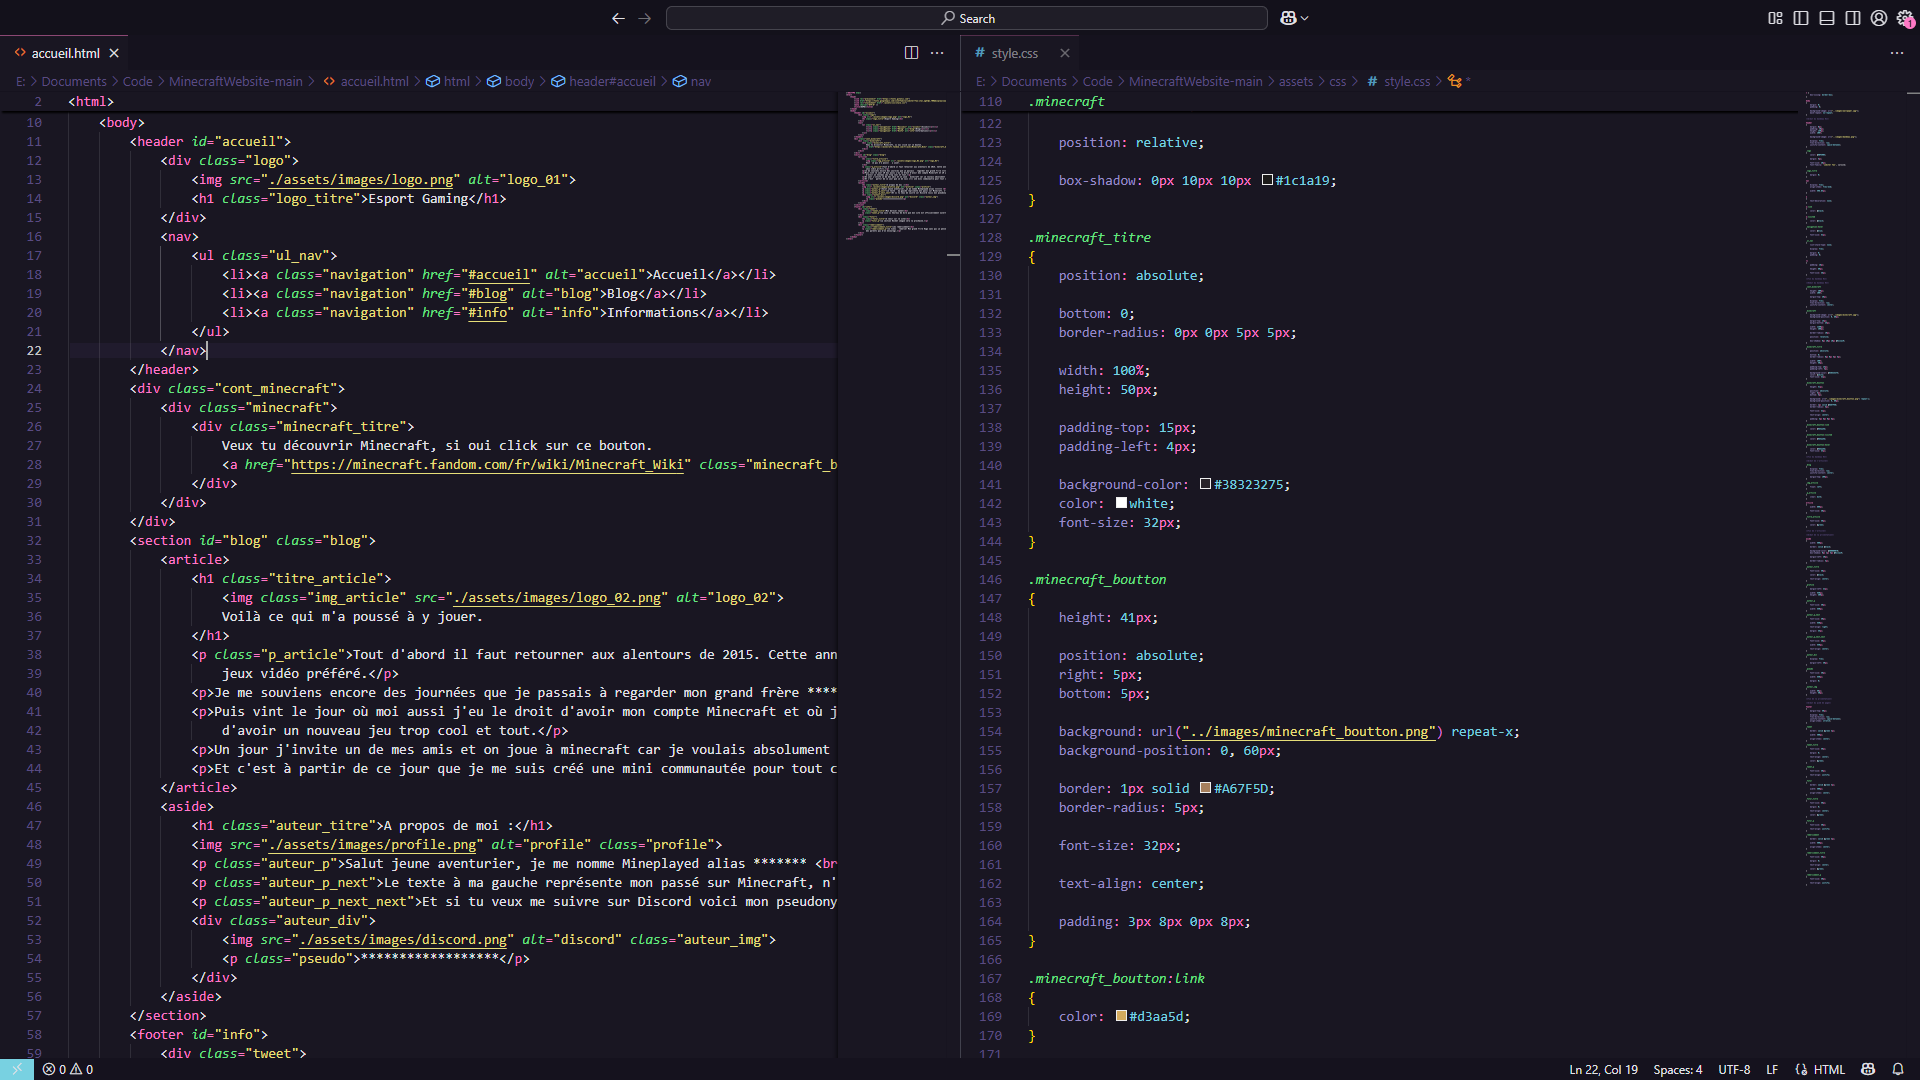 Search
1
accueil.html
E: > Documents > Code > MinecraftWebsite-main > accueil.html > html > body > header#accueil > nav
2 <html>
10 <body>
11 <header id="accueil">
12 <div class="logo">
13 <img src="./assets/images/logo.png" alt="logo_01">
14 <h1 class="logo_titre">Esport Gaming</h1>
15 </div>
16 <nav>
17 <ul class="ul_nav">
18 <li><a class="navigation" href="#accueil" alt="accueil">Accueil</a></li>
19 <li><a class="navigation" href="#blog" alt="blog">Blog</a></li>
20 <li><a class="navigation" href="#info" alt="info">Informations</a></li>
21 </ul>
22 </nav>
23 </header>
24 <div class="cont_minecraft">
25 <div class="minecraft">
26 <div class="minecraft_titre">
27 Veux tu découvrir Minecraft, si oui click sur ce bouton.
28 <a href="https://minecraft.fandom.com/fr/wiki/Minecraft_Wiki" class="minecraft_b
29 </div>
30 </div>
31 </div>
32 <section id="blog" class="blog">
33 <article>
34 <h1 class="titre_article">
35 <img class="img_article" src="./assets/images/logo_02.png" alt="logo_02">
36 Voilà ce qui m'a poussé à y jouer.
37 </h1>
38 <p class="p_article">Tout d'abord il faut retourner aux alentours de 2015. Cette ann
39 jeux vidéo préféré.</p>
40 <p>Je me souviens encore des journées que je passais à regarder mon grand frère ****
41 <p>Puis vint le jour où moi aussi j'eu le droit d'avoir mon compte Minecraft et où j
42 d'avoir un nouveau jeu trop cool et tout.</p>
43 <p>Un jour j'invite un de mes amis et on joue à minecraft car je voulais absolument
44 <p>Et c'est à partir de ce jour que je me suis créé une mini communautée pour tout c
45 </article>
46 <aside>
47 <h1 class="auteur_titre">A propos de moi :</h1>
48 <img src="./assets/images/profile.png" alt="profile" class="profile">
49 <p class="auteur_p">Salut jeune aventurier, je me nomme Mineplayed alias ******* <br
50 <p class="auteur_p_next">Le texte à ma gauche représente mon passé sur Minecraft, n'
51 <p class="auteur_p_next_next">Et si tu veux me suivre sur Discord voici mon pseudony
52 <div class="auteur_div">
53 <img src="./assets/images/discord.png" alt="discord" class="auteur_img">
54 <p class="pseudo">******************</p>
55 </div>
56 </aside>
57 </section>
58 <footer id="info">
59 <div class="tweet">
# style.css
E: > Documents > Code > MinecraftWebsite-main > assets > css > # style.css > *
110 .minecraft
122
123 position: relative;
124
125 box-shadow: 0px 10px 10px #1c1a19;
126 }
127
128 .minecraft_titre
129 {
130 position: absolute;
131
132 bottom: 0;
133 border-radius: 0px 0px 5px 5px;
134
135 width: 100%;
136 height: 50px;
137
138 padding-top: 15px;
139 padding-left: 4px;
140
141 background-color: #38323275;
142 color: white;
143 font-size: 32px;
144 }
145
146 .minecraft_boutton
147 {
148 height: 41px;
149
150 position: absolute;
151 right: 5px;
152 bottom: 5px;
153
154 background: url("../images/minecraft_boutton.png") repeat-x;
155 background-position: 0, 60px;
156
157 border: 1px solid #A67F5D;
158 border-radius: 5px;
159
160 font-size: 32px;
161
162 text-align: center;
163
164 padding: 3px 8px 0px 8px;
165 }
166
167 .minecraft_boutton:link
168 {
169 color: #d3aa5d;
170 }
171
0 0
Ln 22, Col 19 Spaces: 4 UTF-8 LF HTML